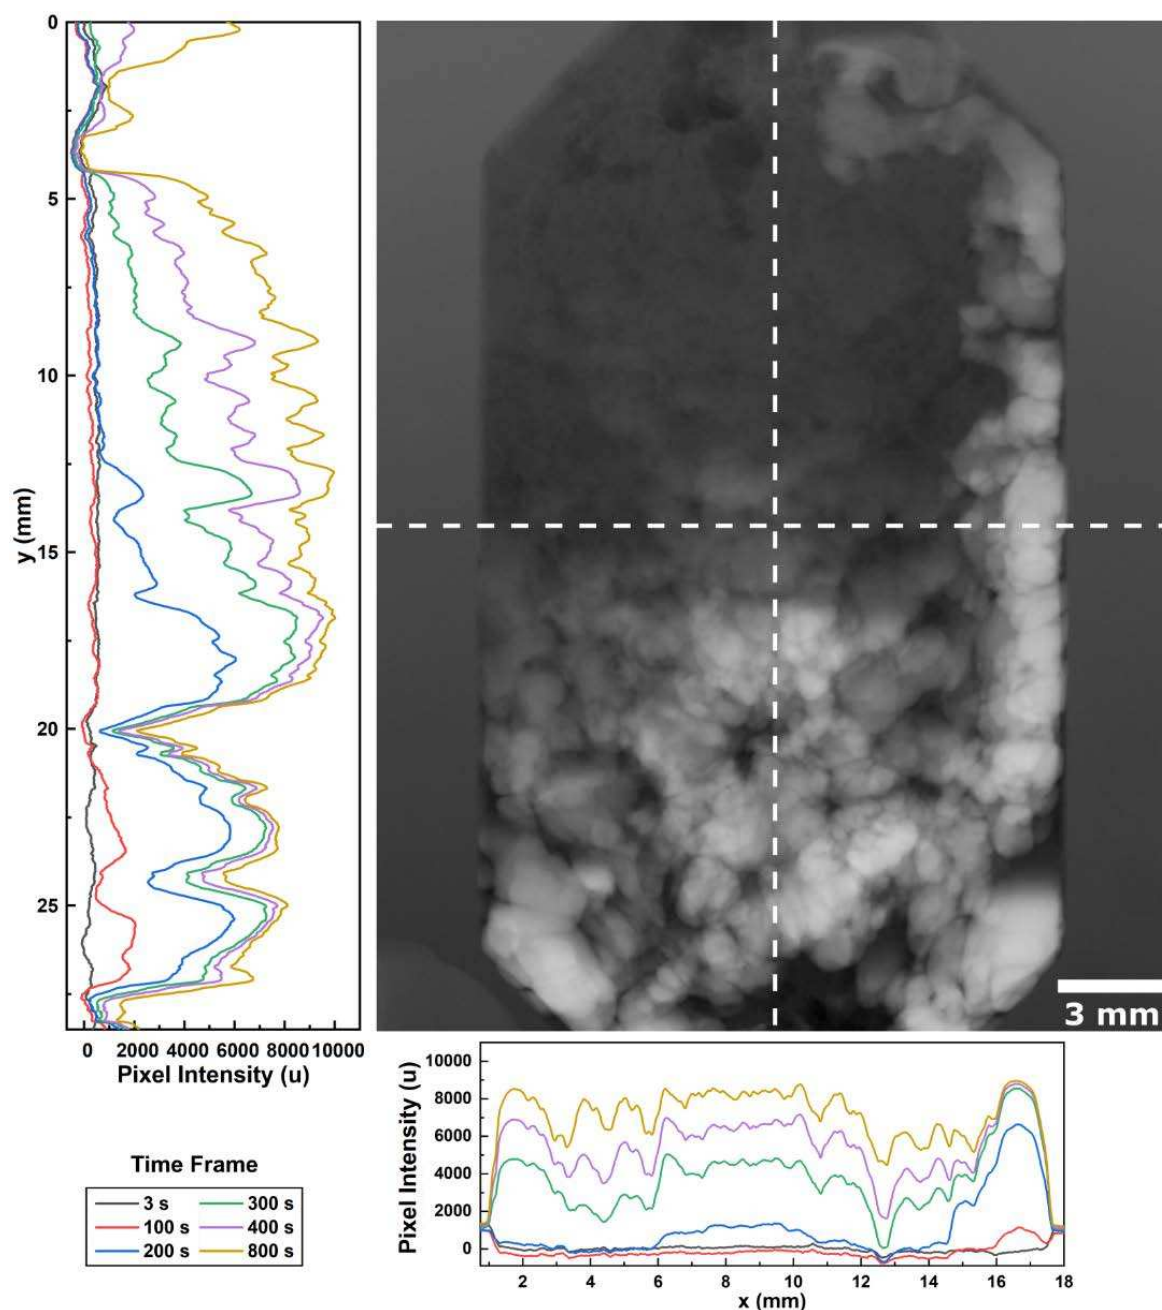 0
5
10
15
20
25
y (mm)
0 2000 4000 6000 8000 10000
Pixel Intensity (u)
3 mm
10000
8000
6000
4000
2000
0
Pixel Intensity (u)
2 4 6 8 10 12 14 16 18
x (mm)
Time Frame
3 s 300 s
100 s 400 s
200 s 800 s